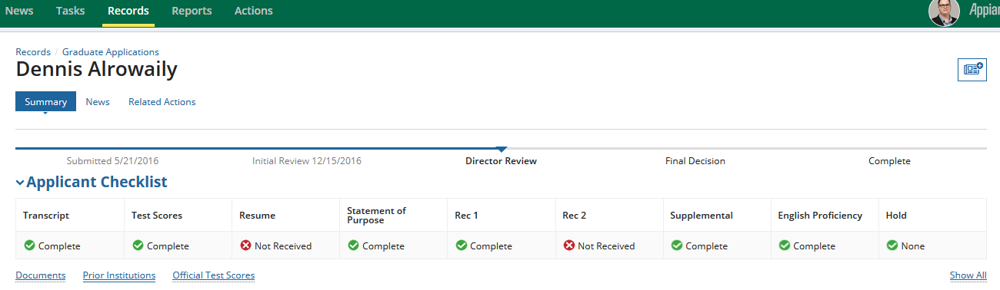 News Tasks Records Reports Actions
Records / Graduate Applications
Dennis Alrowaily
Summary News Related Actions
Submitted 5/21/2016 Initial Review 12/15/2016 Director Review Final Decision Complete
Applicant Checklist
Transcript Test Scores Resume Statement of Purpose Rec 1 Rec 2 Supplemental English Proficiency Hold
Complete Complete Not Received Complete Complete Not Received Complete Complete None
Documents Prior Institutions Official Test Scores Show All